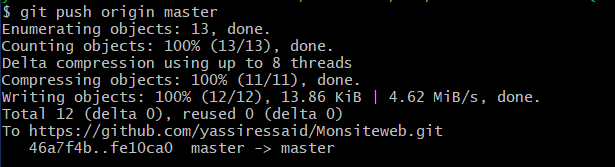 $ git push origin master
Enumerating objects: 13, done.
Counting objects: 100% (13/13), done.
Delta compression using up to 8 threads
Compressing objects: 100% (11/11), done.
Writing objects: 100% (12/12), 13.86 KiB | 4.62 MiB/s, done.
Total 12 (delta 0), reused 0 (delta 0)
To https://github.com/yassiressaid/Monsiteweb.git
   46a7f4b..fe10ca0  master -> master